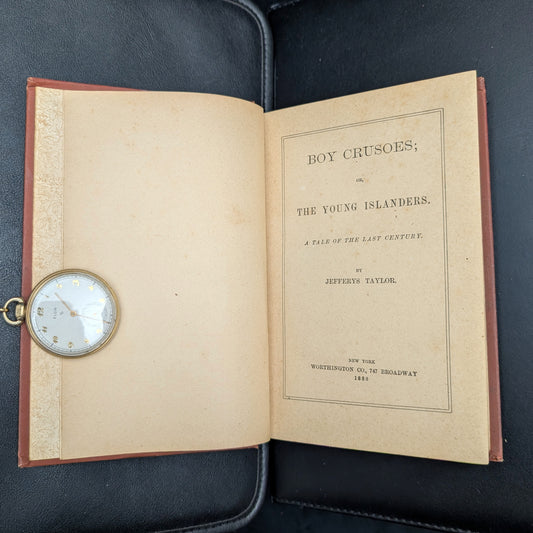 BOY CRUSOES;
OR,
THE YOUNG ISLANDERS.
A TALE OF THE LAST CENTURY.
BY
JEFFERYS TAYLOR.
NEW YORK
WORTHINGTON CO., 747 BROADWAY
ELGIN